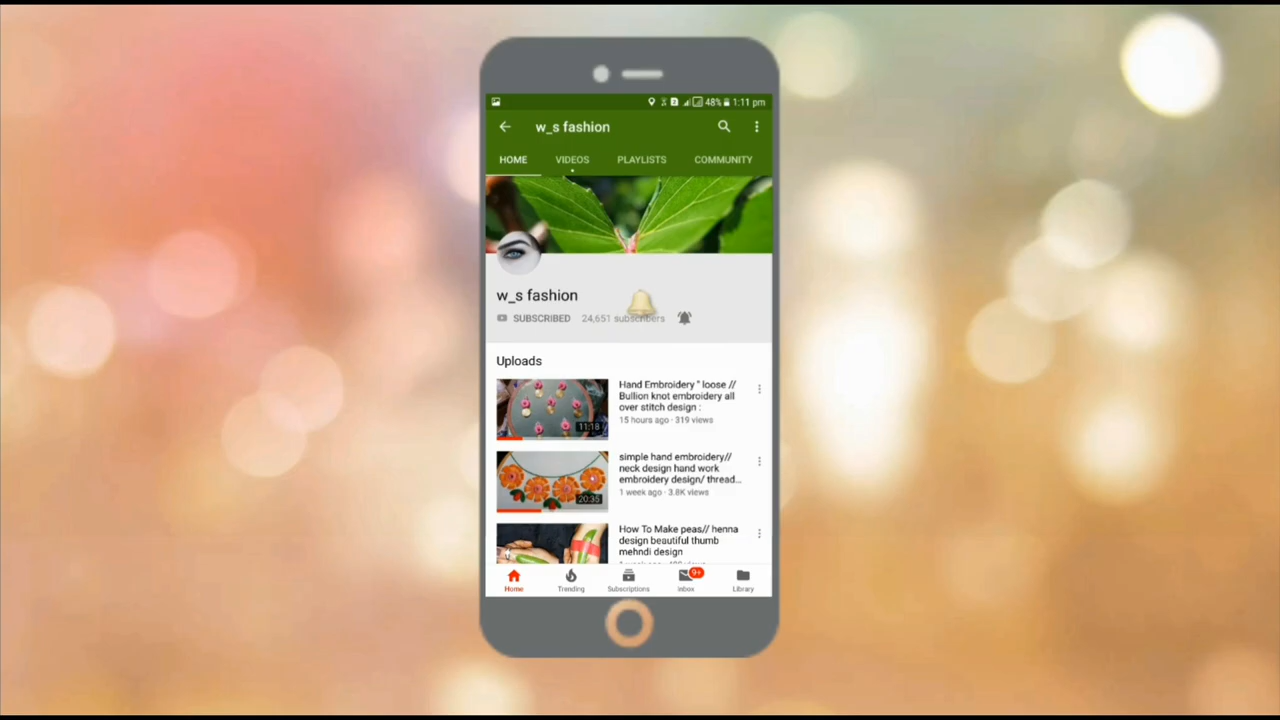 48% 1:11 pm
w_s fashion
HOME VIDEOS PLAYLISTS COMMUNITY
w_s fashion
SUBSCRIBED 24,651 subscribers
Uploads
Hand Embroidery " loose //
Bullion knot embroidery all
over stitch design :
15 hours ago · 319 views
11:18
simple hand embroidery//
neck design hand work
embroidery design/ thread...
1 week ago · 3.8K views
20:35
How To Make peas// henna
design beautiful thumb
mehndi design
9+
Home Trending Subscriptions Inbox Library